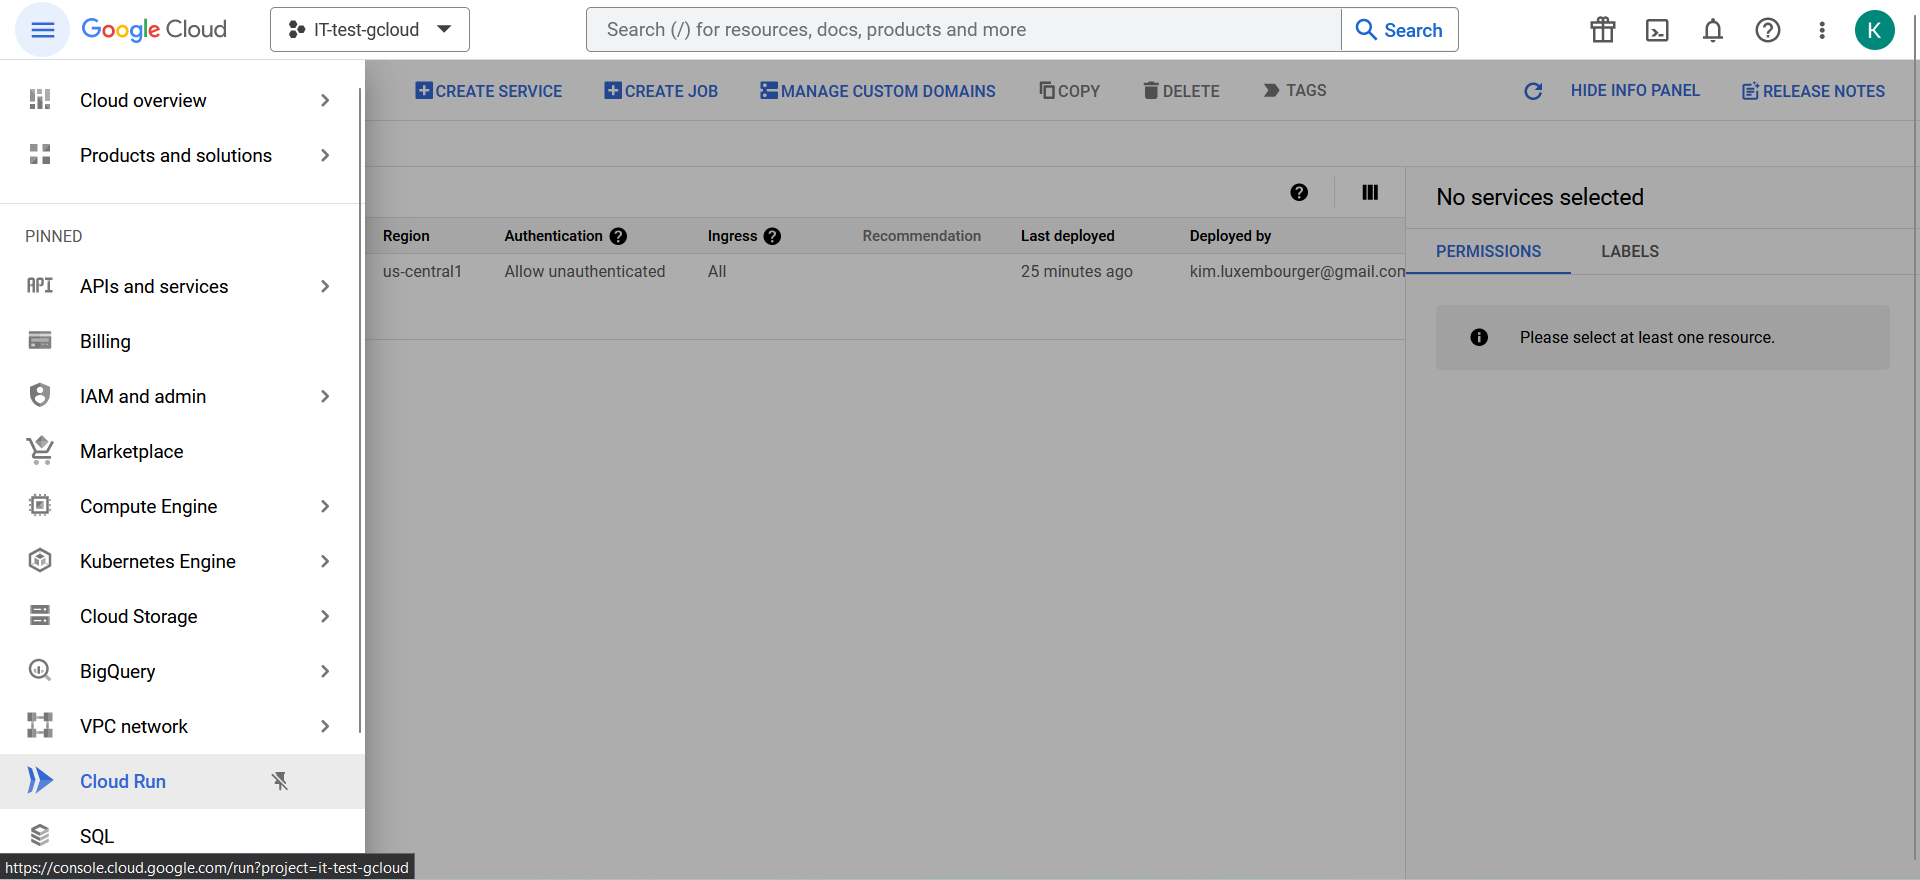 Google Cloud
IT-test-gcloud
Search (/) for resources, docs, products and more
Search
K
Cloud overview
Products and solutions
PINNED
API APIs and services
Billing
IAM and admin
Marketplace
Compute Engine
Kubernetes Engine
Cloud Storage
BigQuery
VPC network
Cloud Run
SQL
https://console.cloud.google.com/run?project=it-test-gcloud
CREATE SERVICE
CREATE JOB
MANAGE CUSTOM DOMAINS
COPY
DELETE
TAGS
HIDE INFO PANEL
RELEASE NOTES
Region Authentication Ingress Recommendation Last deployed Deployed by
us-central1 Allow unauthenticated All 25 minutes ago kim.luxembourger@gmail.con
No services selected
PERMISSIONS LABELS
Please select at least one resource.